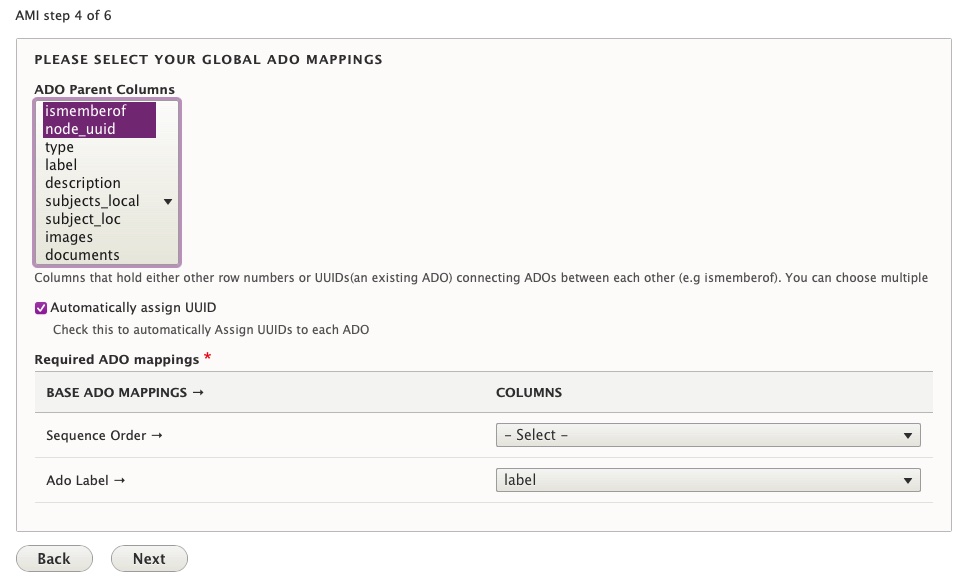 AMI step 4 of 6
PLEASE SELECT YOUR GLOBAL ADO MAPPINGS
ADO Parent Columns
ismemberof
node_uuid
type
label
description
subjects_local
subject_loc
images
documents
Columns that hold either other row numbers or UUIDs(an existing ADO) connecting ADOs between each other (e.g ismemberof). You can choose multiple
Automatically assign UUID
Check this to automatically Assign UUIDs to each ADO
Required ADO mappings *
BASE ADO MAPPINGS → COLUMNS
Sequence Order → – Select –
Ado Label → label
Back Next